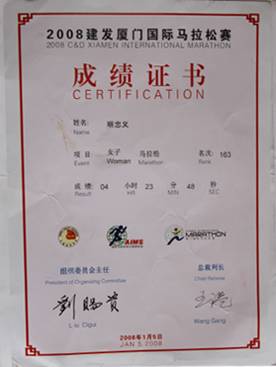 2008建发厦门国际马拉松赛
2008 C&D XIAMEN INTERNATIONAL MARATHON
成绩证书
CERTIFICATION
姓名:
Name
忠文
项目 女子 马拉松 名次: 163
Event Woman Marathon Rank
成绩: 04 小时 23 分 48 秒
Result HR MIN SEC
AIMS
MARATHON
组织委员会主任 总裁判长
President of Organizing Committee Chief Referee
Liu Cigui Wang Gang
2008年1月5日
JAN 5 2008